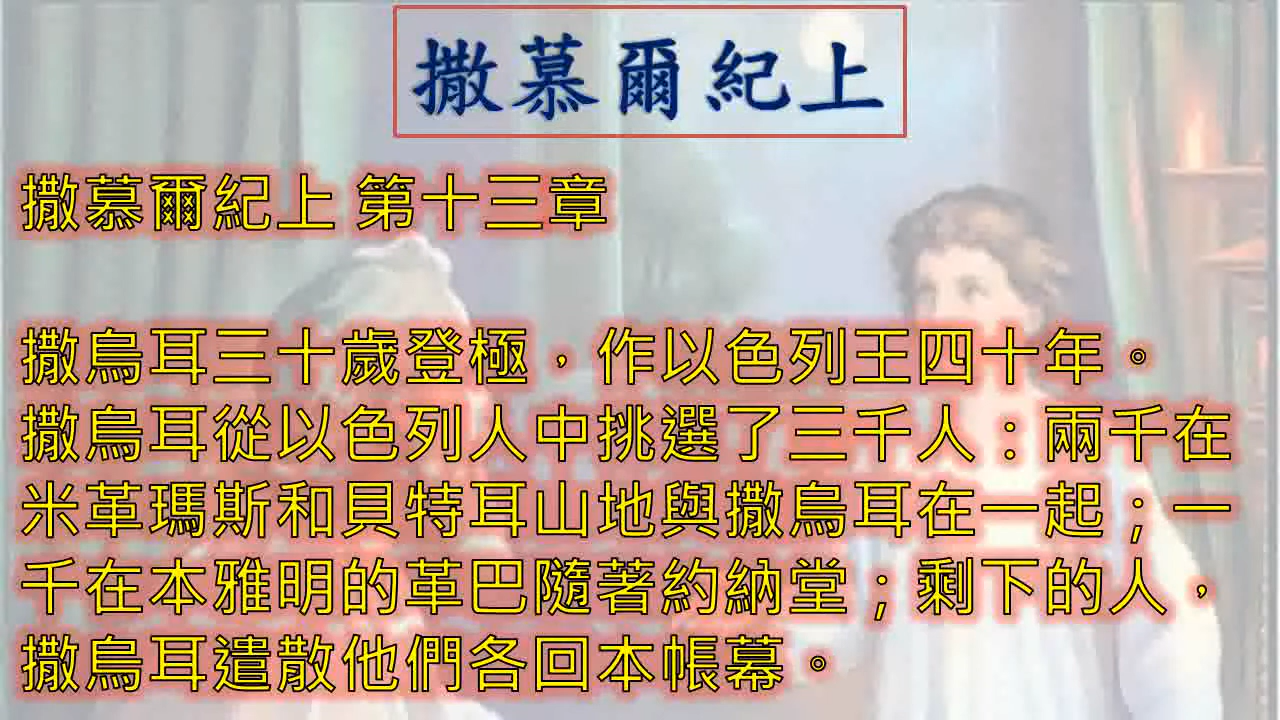 撒慕爾紀上
撒慕爾紀上 第十三章
撒烏耳三十歲登極，作以色列王四十年。
撒烏耳從以色列人中挑選了三千人：兩千在
米革瑪斯和貝特耳山地與撒烏耳在一起；一
千在本雅明的革巴隨著約納堂；剩下的人，
撒烏耳遣散他們各回本帳幕。